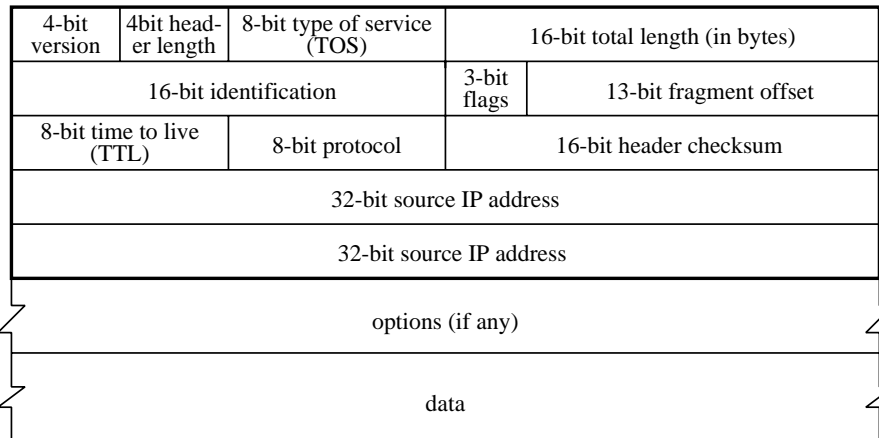 4-bit
version
4bit head-
er length
8-bit type of service
(TOS)
16-bit total length (in bytes)
16-bit identification
3-bit
flags
13-bit fragment offset
8-bit time to live
(TTL)
8-bit protocol
16-bit header checksum
32-bit source IP address
32-bit source IP address
options (if any)
data